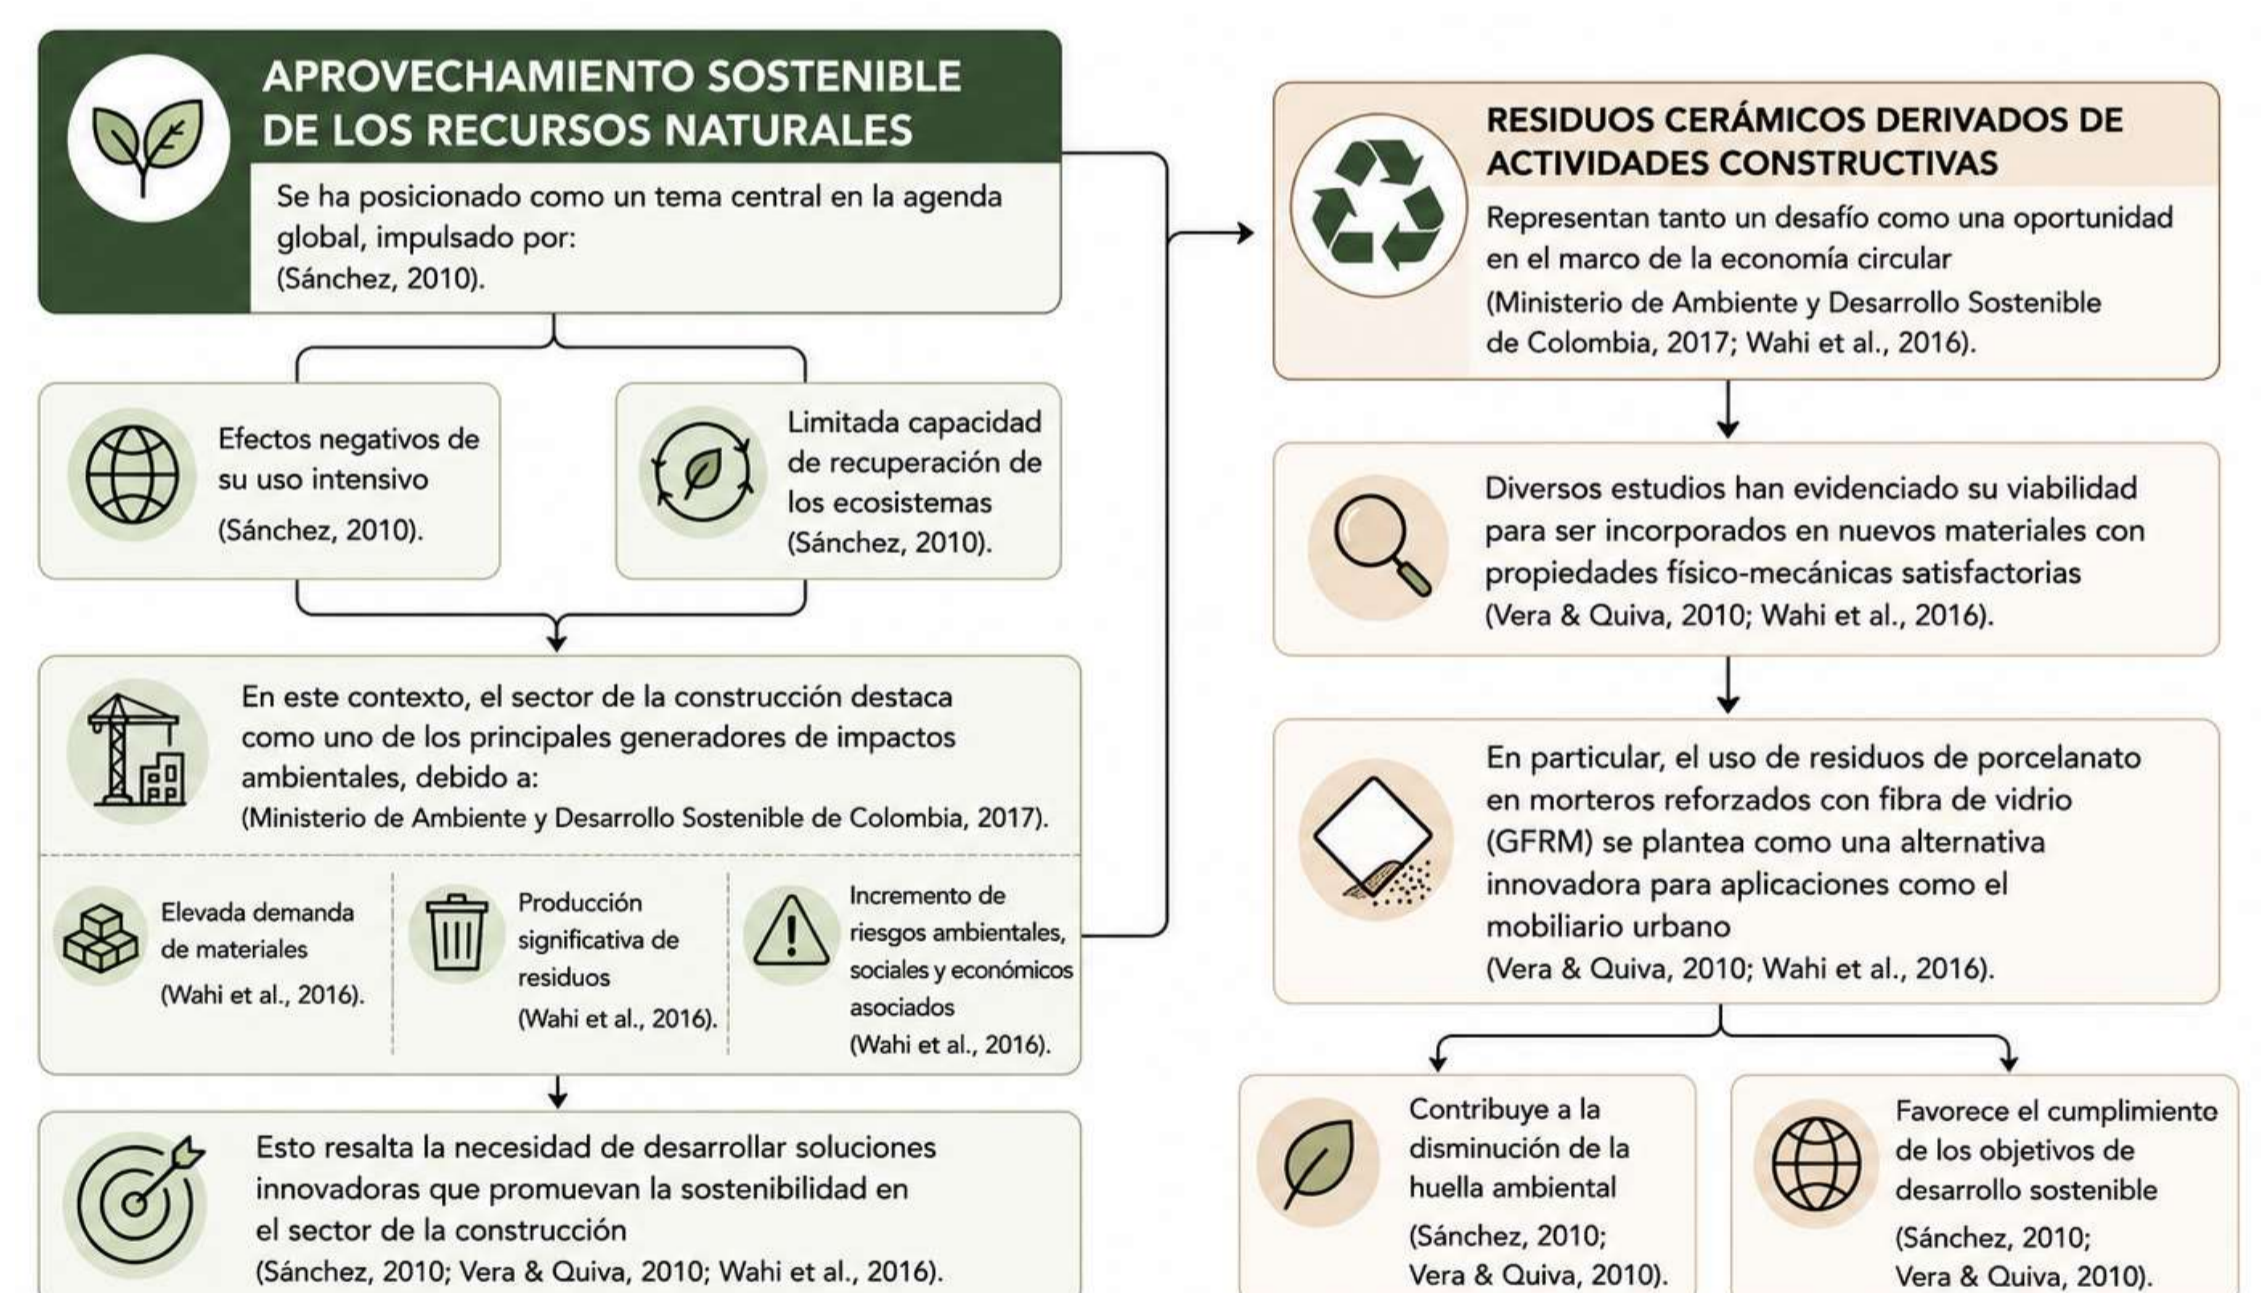 APROVECHAMIENTO SOSTENIBLE
DE LOS RECURSOS NATURALES
Se ha posicionado como un tema central en la agenda
global, impulsado por:
(Sánchez, 2010).
Efectos negativos de
su uso intensivo
(Sánchez, 2010).
Limitada capacidad
de recuperación de
los ecosistemas
(Sánchez, 2010).
En este contexto, el sector de la construcción destaca
como uno de los principales generadores de impactos
ambientales, debido a:
(Ministerio de Ambiente y Desarrollo Sostenible de Colombia, 2017).
Elevada demanda
de materiales
(Wahi et al., 2016).
Producción
significativa de
residuos
(Wahi et al., 2016).
Incremento de
riesgos ambientales,
sociales y económicos
asociados
(Wahi et al., 2016).
Esto resalta la necesidad de desarrollar soluciones
innovadoras que promuevan la sostenibilidad en
el sector de la construcción
(Sánchez, 2010; Vera & Quiva, 2010; Wahi et al., 2016).
RESIDUOS CERÁMICOS DERIVADOS DE
ACTIVIDADES CONSTRUCTIVAS
Representan tanto un desafío como una oportunidad
en el marco de la economía circular
(Ministerio de Ambiente y Desarrollo Sostenible
de Colombia, 2017; Wahi et al., 2016).
Diversos estudios han evidenciado su viabilidad
para ser incorporados en nuevos materiales con
propiedades físico-mecánicas satisfactorias
(Vera & Quiva, 2010; Wahi et al., 2016).
En particular, el uso de residuos de porcelanato
en morteros reforzados con fibra de vidrio
(GFRM) se plantea como una alternativa
innovadora para aplicaciones como el
mobiliario urbano
(Vera & Quiva, 2010; Wahi et al., 2016).
Contribuye a la
disminución de la
huella ambiental
(Sánchez, 2010;
Vera & Quiva, 2010).
Favorece el cumplimiento
de los objetivos de
desarrollo sostenible
(Sánchez, 2010;
Vera & Quiva, 2010).